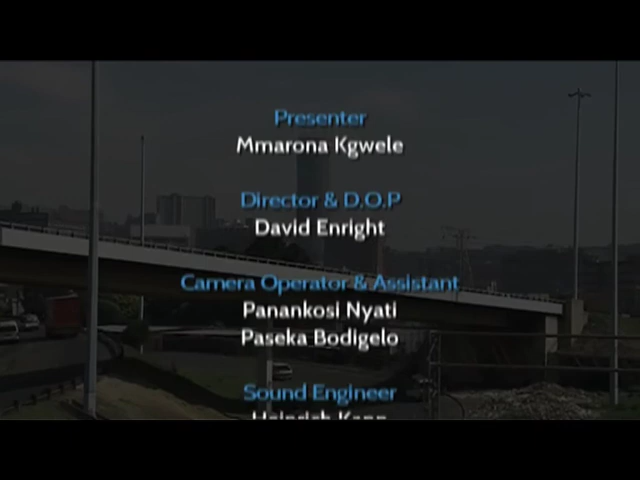 Presenter
Mmarona Kgwele
Director & D.O.P
David Enright
Camera Operator & Assistant
Panankosi Nyati
Paseka Bodigelo
Sound Engineer